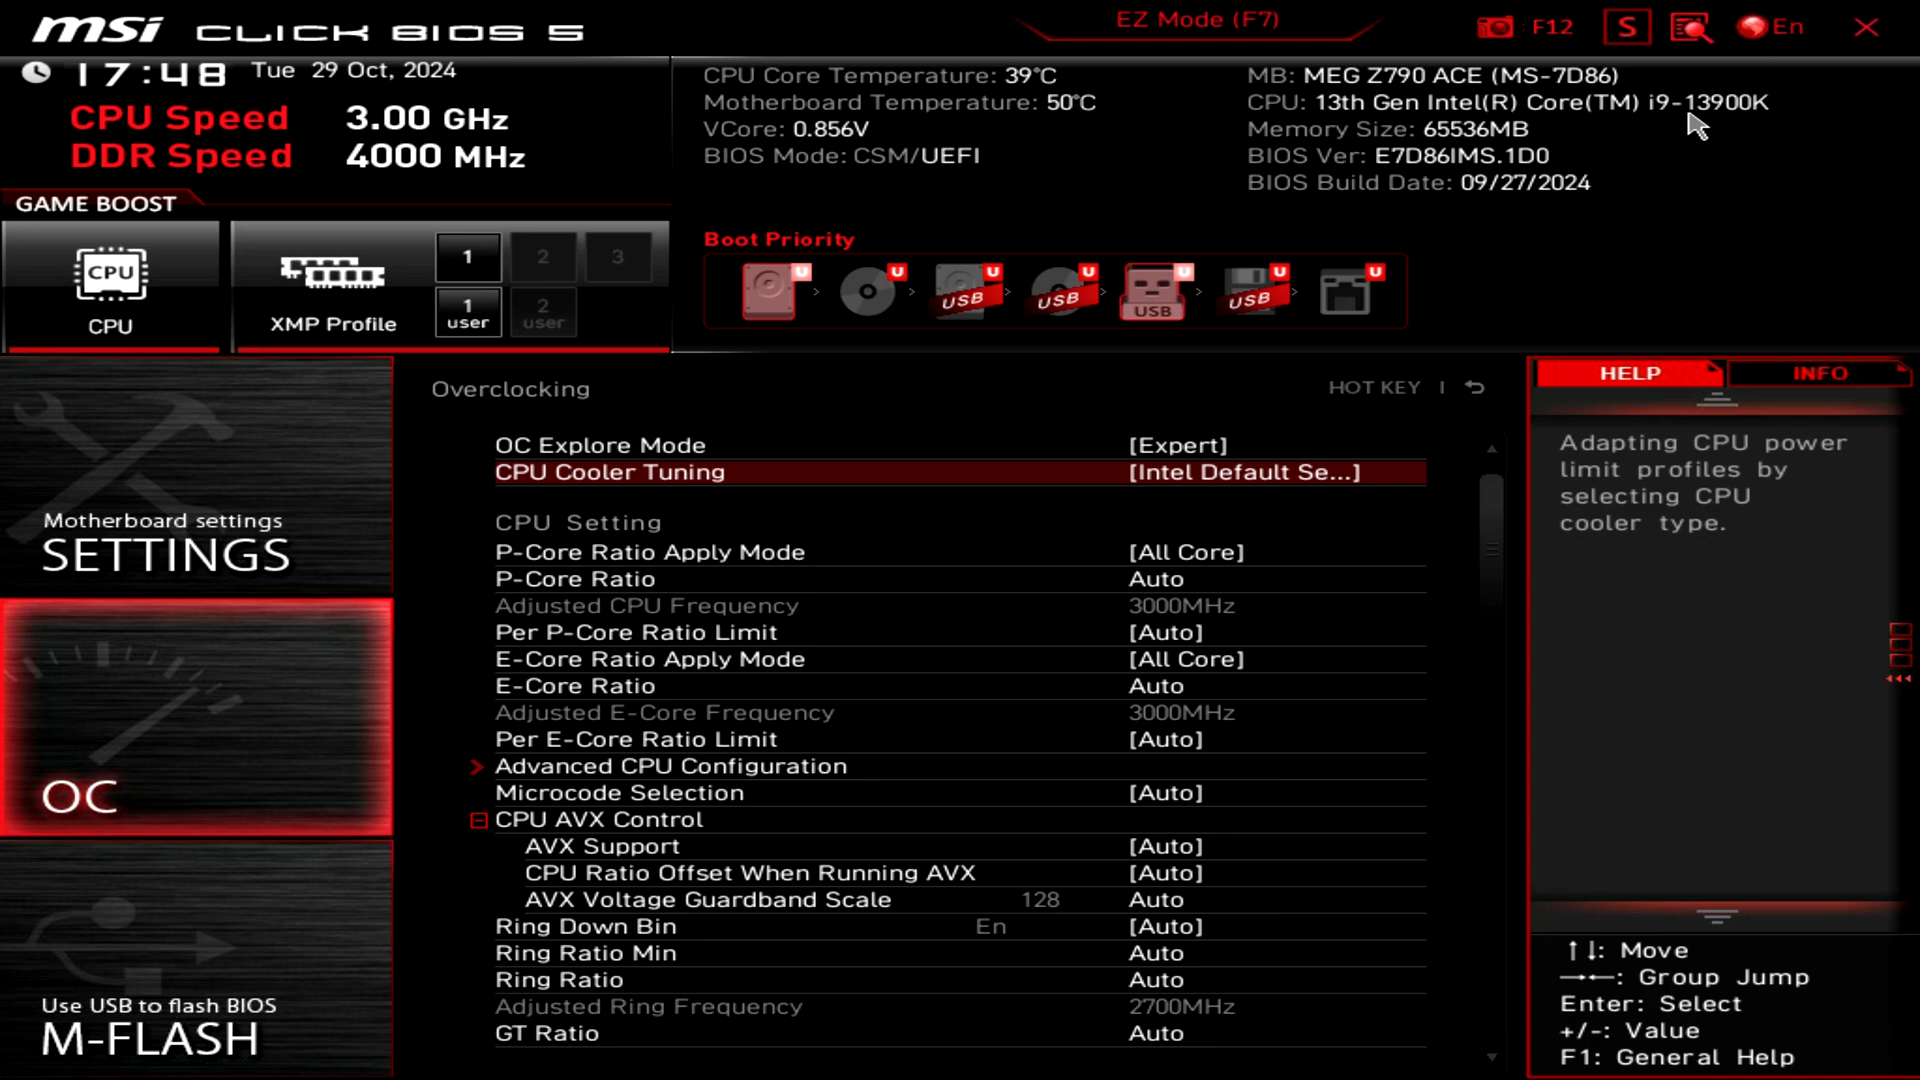 msi CLICK BIOS 5
EZ Mode (F7)
: F12
S
En
17:48 Tue 29 Oct, 2024
CPU Speed 3.00 GHz
DDR Speed 4000 MHz
CPU Core Temperature: 39°C
Motherboard Temperature: 50°C
VCore: 0.856V
BIOS Mode: CSM/UEFI
MB: MEG Z790 ACE (MS-7D86)
CPU: 13th Gen Intel(R) Core(TM) i9-13900K
Memory Size: 65536MB
BIOS Ver: E7D86IMS.1D0
BIOS Build Date: 09/27/2024
GAME BOOST
CPU
CPU
XMP Profile
1 2 3
1 user
2 user
Boot Priority
U U U U U U U
USB USB USB USB
Motherboard settings
SETTINGS
OC
Use USB to flash BIOS
M-FLASH
Overclocking
HOT KEY |
OC Explore Mode [Expert]
CPU Cooler Tuning [Intel Default Se...]
CPU Setting
P-Core Ratio Apply Mode [All Core]
P-Core Ratio Auto
Adjusted CPU Frequency 3000MHz
Per P-Core Ratio Limit [Auto]
E-Core Ratio Apply Mode [All Core]
E-Core Ratio Auto
Adjusted E-Core Frequency 3000MHz
Per E-Core Ratio Limit [Auto]
> Advanced CPU Configuration
Microcode Selection [Auto]
CPU AVX Control
AVX Support [Auto]
CPU Ratio Offset When Running AVX [Auto]
AVX Voltage Guardband Scale 128 Auto
Ring Down Bin En [Auto]
Ring Ratio Min Auto
Ring Ratio Auto
Adjusted Ring Frequency 2700MHz
GT Ratio Auto
HELP
INFO
Adapting CPU power
limit profiles by
selecting CPU
cooler type.
↑↓: Move
→←: Group Jump
Enter: Select
+/-: Value
F1: General Help